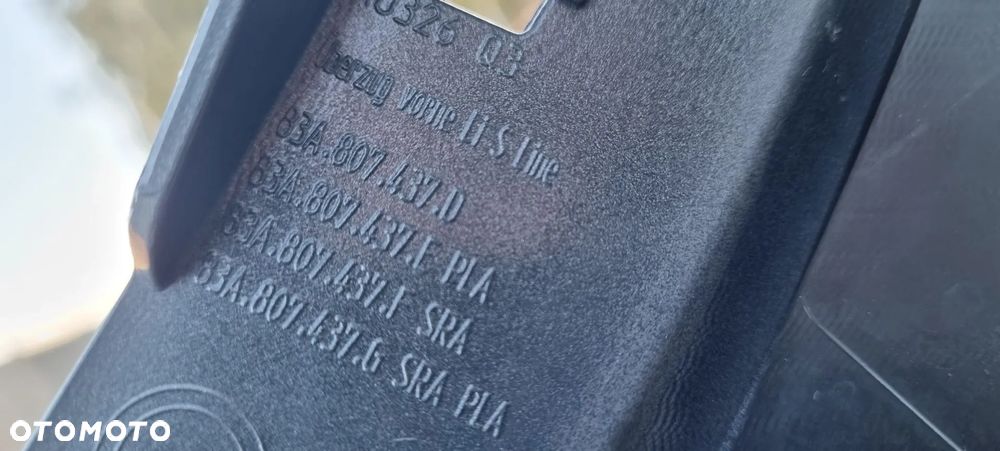 0326 Q3
Überzug vorne li.S line
83A.807.437.D
83A.807.437.E PLA
83A.807.437.F SRA
83A.807.437.G SRA PLA
OTOMOTO